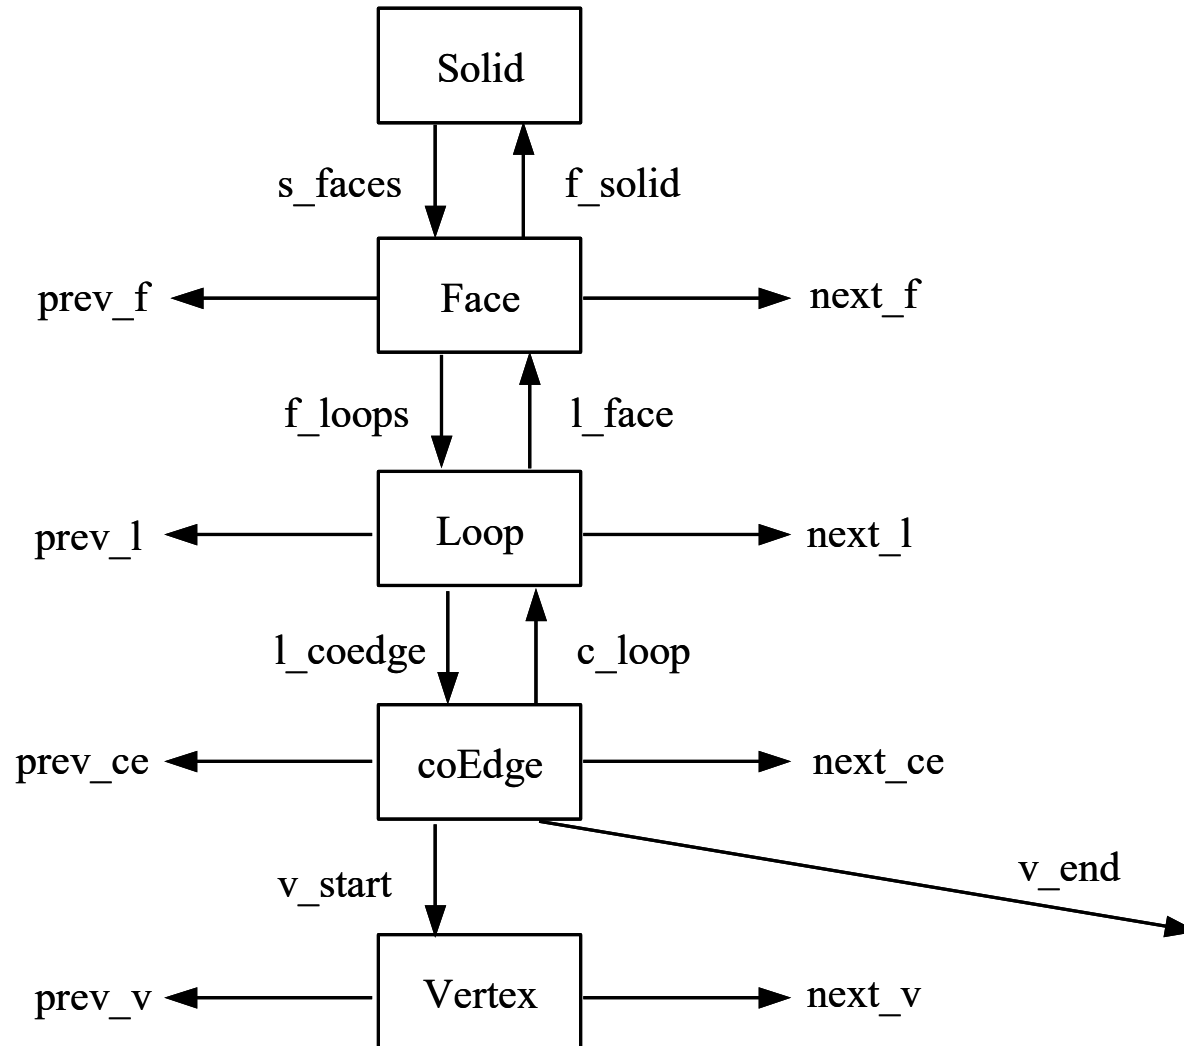 Solid
s_faces
f_solid
prev_f
Face
next_f
f_loops
l_face
prev_l
Loop
next_l
l_coedge
c_loop
prev_ce
coEdge
next_ce
v_start
v_end
prev_v
Vertex
next_v